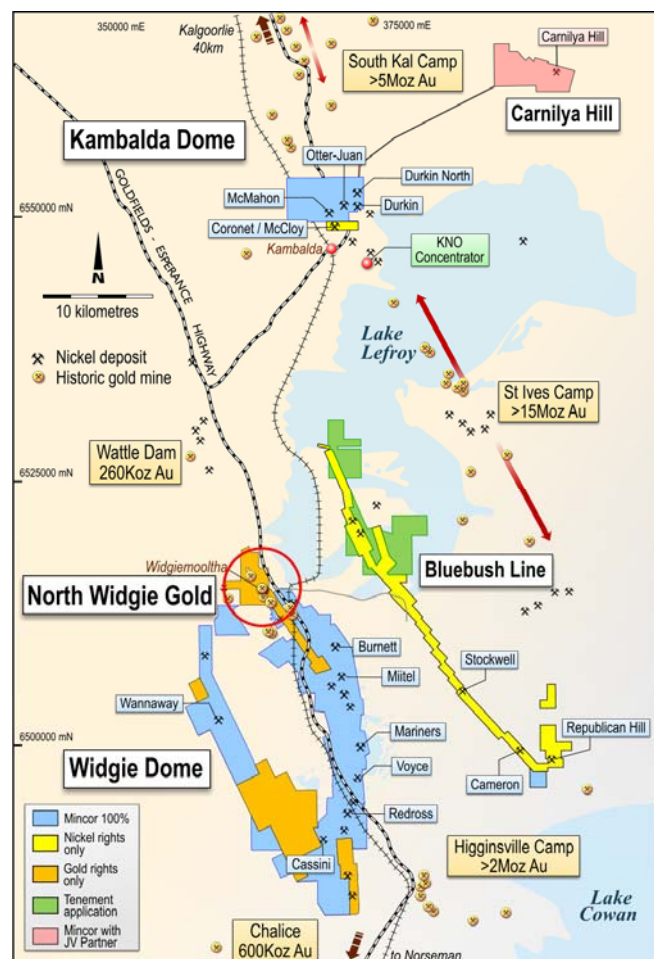 350000 mE
375000 mE
Kalgoorlie
40km
South Kal Camp
>5Moz Au
Carnilya Hill
Carnilya Hill
Kambalda Dome
Otter-Juan
Durkin North
McMahon
Durkin
6550000 mN
Coronet / McCloy
Kambalda
KNO
Concentrator
GOLDFIELDS - ESPERANCE HIGHWAY
N
10 kilometres
Lake
Lefroy
Nickel deposit
Historic gold mine
St Ives Camp
>15Moz Au
Wattle Dam
260Koz Au
6525000 mN
Widgiemooltha
Bluebush Line
North Widgie Gold
Burnett
Stockwell
Miitel
Wannaway
Republican Hill
6500000 mN
Mariners
Widgie Dome
Voyce
Cameron
Mincor 100%
Redross
Nickel rights
only
Higginsville Camp
>2Moz Au
Gold rights
only
Cassini
Tenement
application
Lake
Cowan
Mincor with
JV Partner
Chalice
600Koz Au
to Norseman